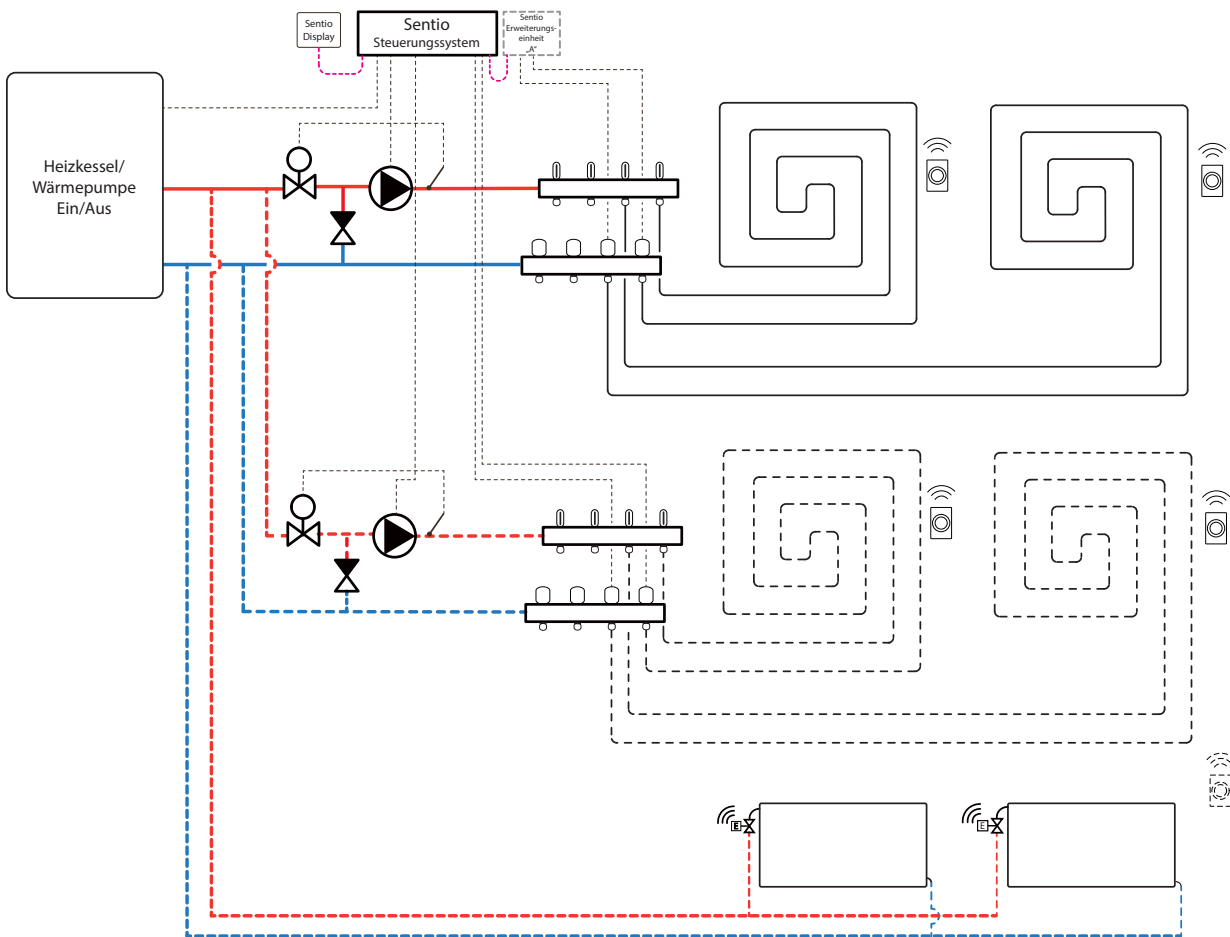 Sentio
Display
Sentio
Steuerungssystem
Sentio
Erweiterungs-
einheit
„A“
Heizkessel/
Wärmepumpe
Ein/Aus
E
E